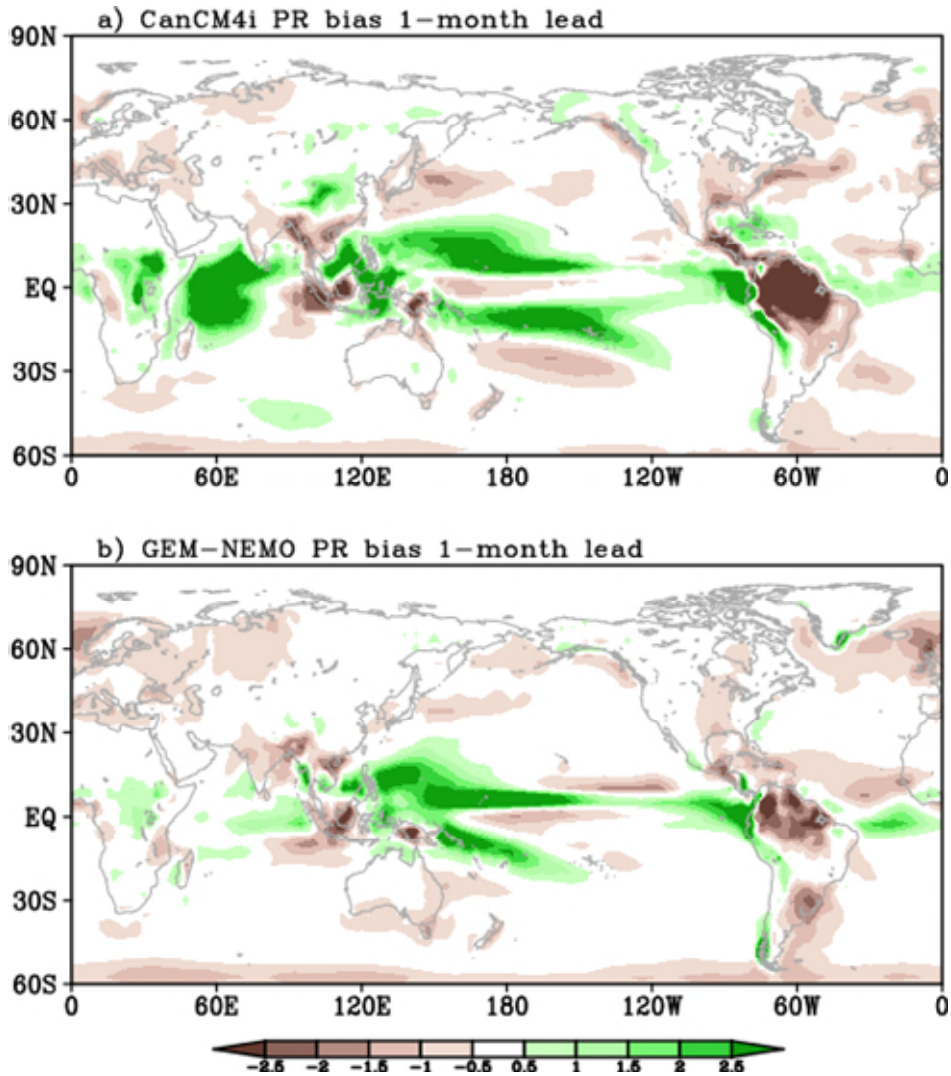 a) CanCM4i PR bias 1-month lead
90N
60N
30N
EQ
30S
60S
0 60E 120E 180 120W 60W 0
b) GEM-NEMO PR bias 1-month lead
90N
60N
30N
EQ
30S
60S
0 60E 120E 180 120W 60W 0
-2.5 -2 -1.5 -1 -0.5 0.5 1 1.5 2 2.5